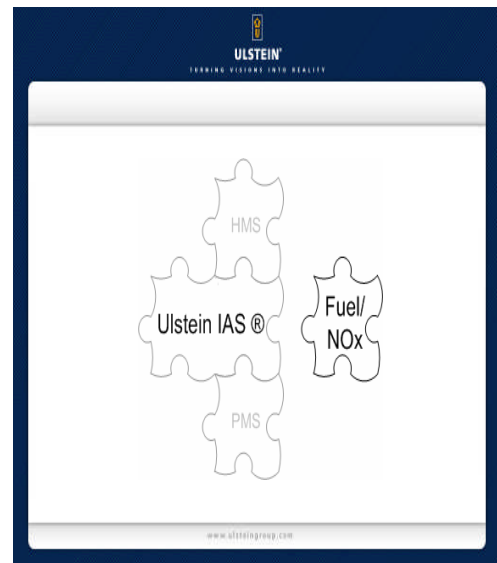 ULSTEIN®
TURNING VISIONS INTO REALITY
HMS
Ulstein IAS ®
Fuel/
NOx
PMS
www.ulsteingroup.com